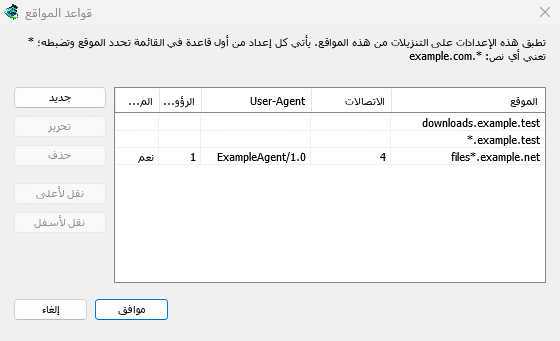 قواعد المواقع
تطبق هذه الإعدادات على التنزيلات من هذه المواقع. يأتي كل إعداد من أول قاعدة في القائمة تحدد الموقع وتضبطه؛ *
تعني أي نص: *.example.com
جديد
تحرير
حذف
نقل لأعلى
نقل لأسفل
الموقع الاتصالات User-Agent الرؤو... الم...
downloads.example.test
*.example.test
files*.example.net 4 ExampleAgent/1.0 1 نعم
موافق
إلغاء